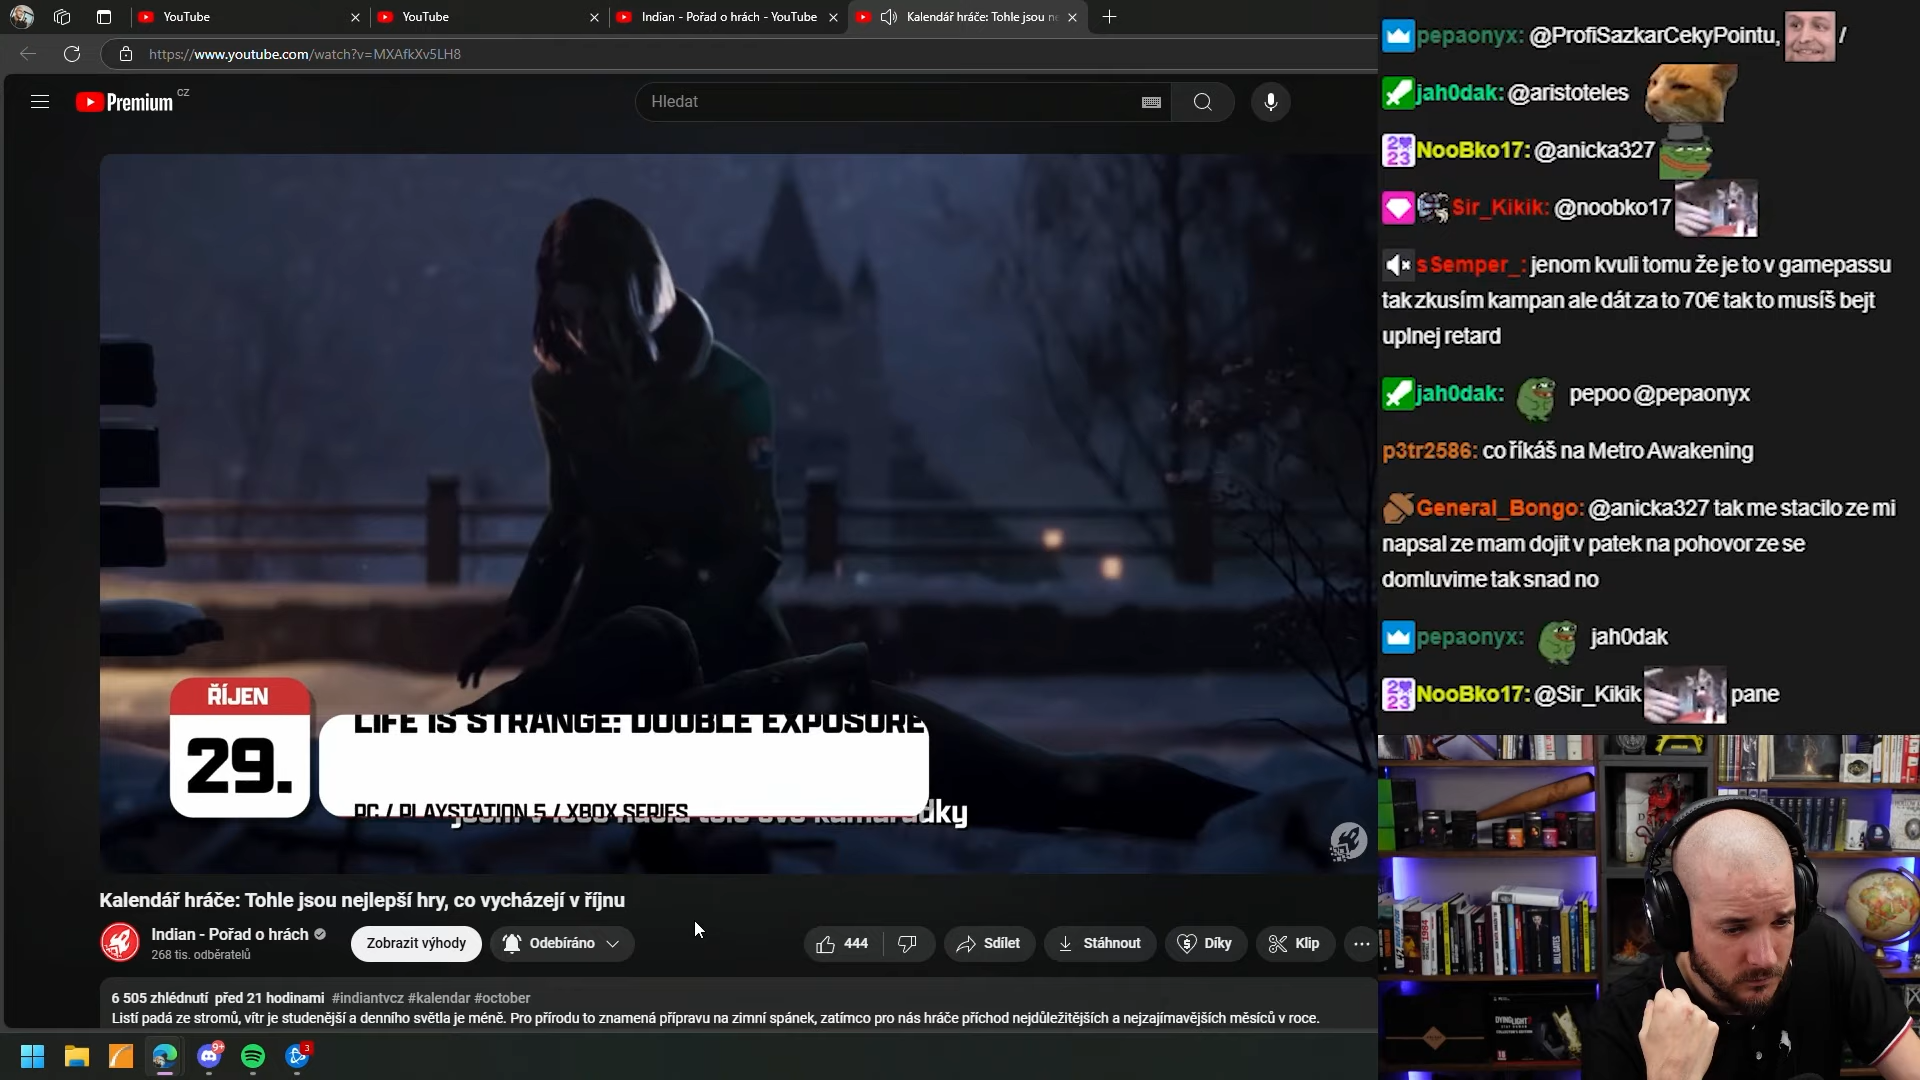 YouTube
YouTube
Indian - Pořad o hrách - YouTube
Kalendář hráče: Tohle jsou ne
https://www.youtube.com/watch?v=MXAfkXv5LH8
Premium CZ
Hledat
ŘÍJEN
29.
LIFE IS STRANGE: DOUBLE EXPOSURE
PC / PLAYSTATION 5 / XBOX SERIES
Kalendář hráče: Tohle jsou nejlepší hry, co vycházejí v říjnu
Indian - Pořad o hrách
268 tis. odběratelů
Zobrazit výhody
Odebíráno
444
Sdílet
Stáhnout
Díky
Klip
6 505 zhlédnutí před 21 hodinami #indiantvcz #kalendar #october
Listí padá ze stromů, vítr je studenější a denního světla je méně. Pro přírodu to znamená přípravu na zimní spánek, zatímco pro nás hráče příchod nejdůležitějších a nejzajímavějších měsíců v roce.
9+
3
pepaonyx: @ProfiSazkarCekyPointu, /
jah0dak: @aristoteles
NooBko17: @anicka327
Sir_Kikik: @noobko17
sSemper_: jenom kvuli tomu že je to v gamepassu
tak zkusím kampan ale dát za to 70€ tak to musíš bejt
uplnej retard
jah0dak: pepoo @pepaonyx
p3tr2586: co říkáš na Metro Awakening
General_Bongo: @anicka327 tak me stacilo ze mi
napsal ze mam dojit v patek na pohovor ze se
domluvime tak snad no
pepaonyx: jah0dak
NooBko17: @Sir_Kikik pane
DYING LIGHT 2